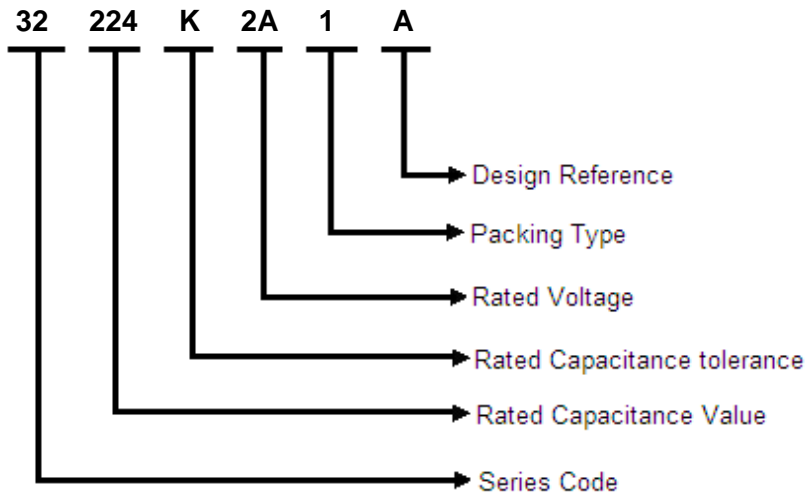 32 224 K 2A 1 A
Design Reference
Packing Type
Rated Voltage
Rated Capacitance tolerance
Rated Capacitance Value
Series Code